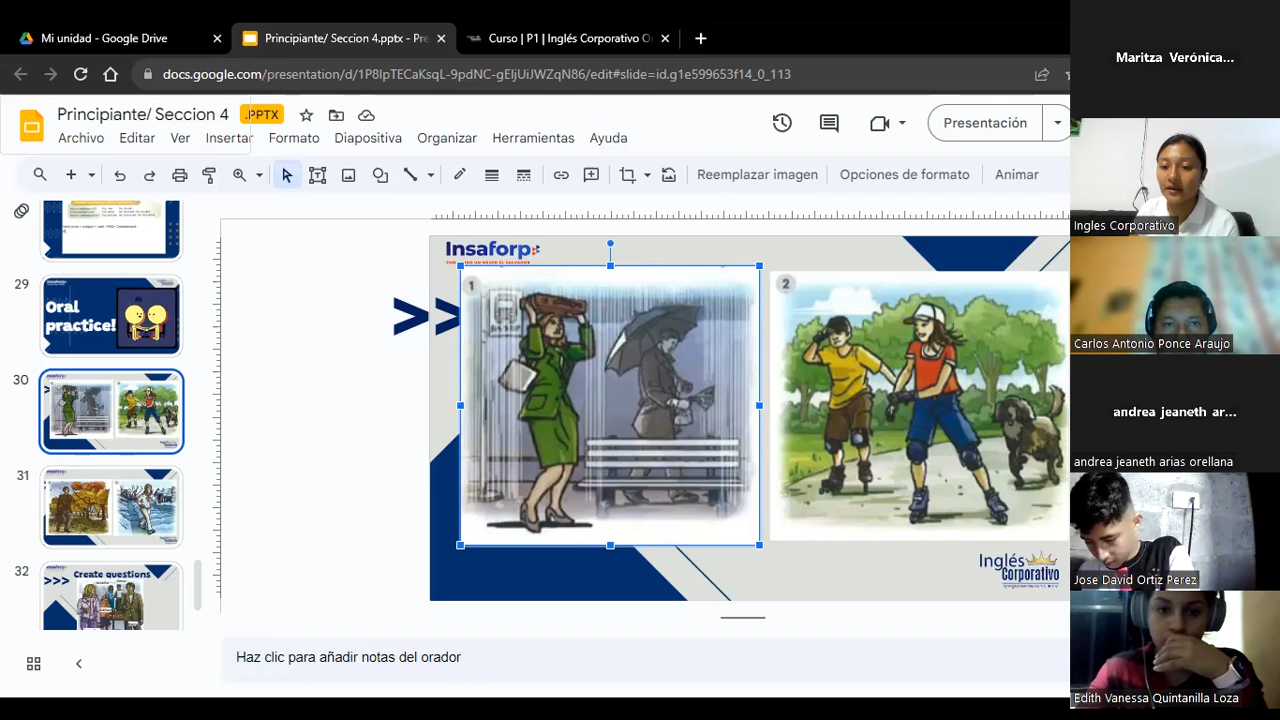 Mi unidad - Google Drive
Principiante/ Seccion 4.pptx - Pre
Curso | P1 | Inglés Corporativo O
docs.google.com/presentation/d/1P8IpTECaKsqL-9pdNC-gEljUiJWZqN86/edit#slide=id.g1e599653f14_0_113
Principiante/ Seccion 4 .PPTX
Archivo Editar Ver Insertar Formato Diapositiva Organizar Herramientas Ayuda
Presentación
Reemplazar imagen Opciones de formato Animar
29
Oral
practice!
30
31
32
Create questions
Insaforp
1
2
Inglés
Corporativo
Haz clic para añadir notas del orador
Maritza Verónica...
Ingles Corporativo
Carlos Antonio Ponce Araujo
andrea jeaneth ar...
andrea jeaneth arias orellana
Jose David Ortiz Perez
Edith Vanessa Quintanilla Loza